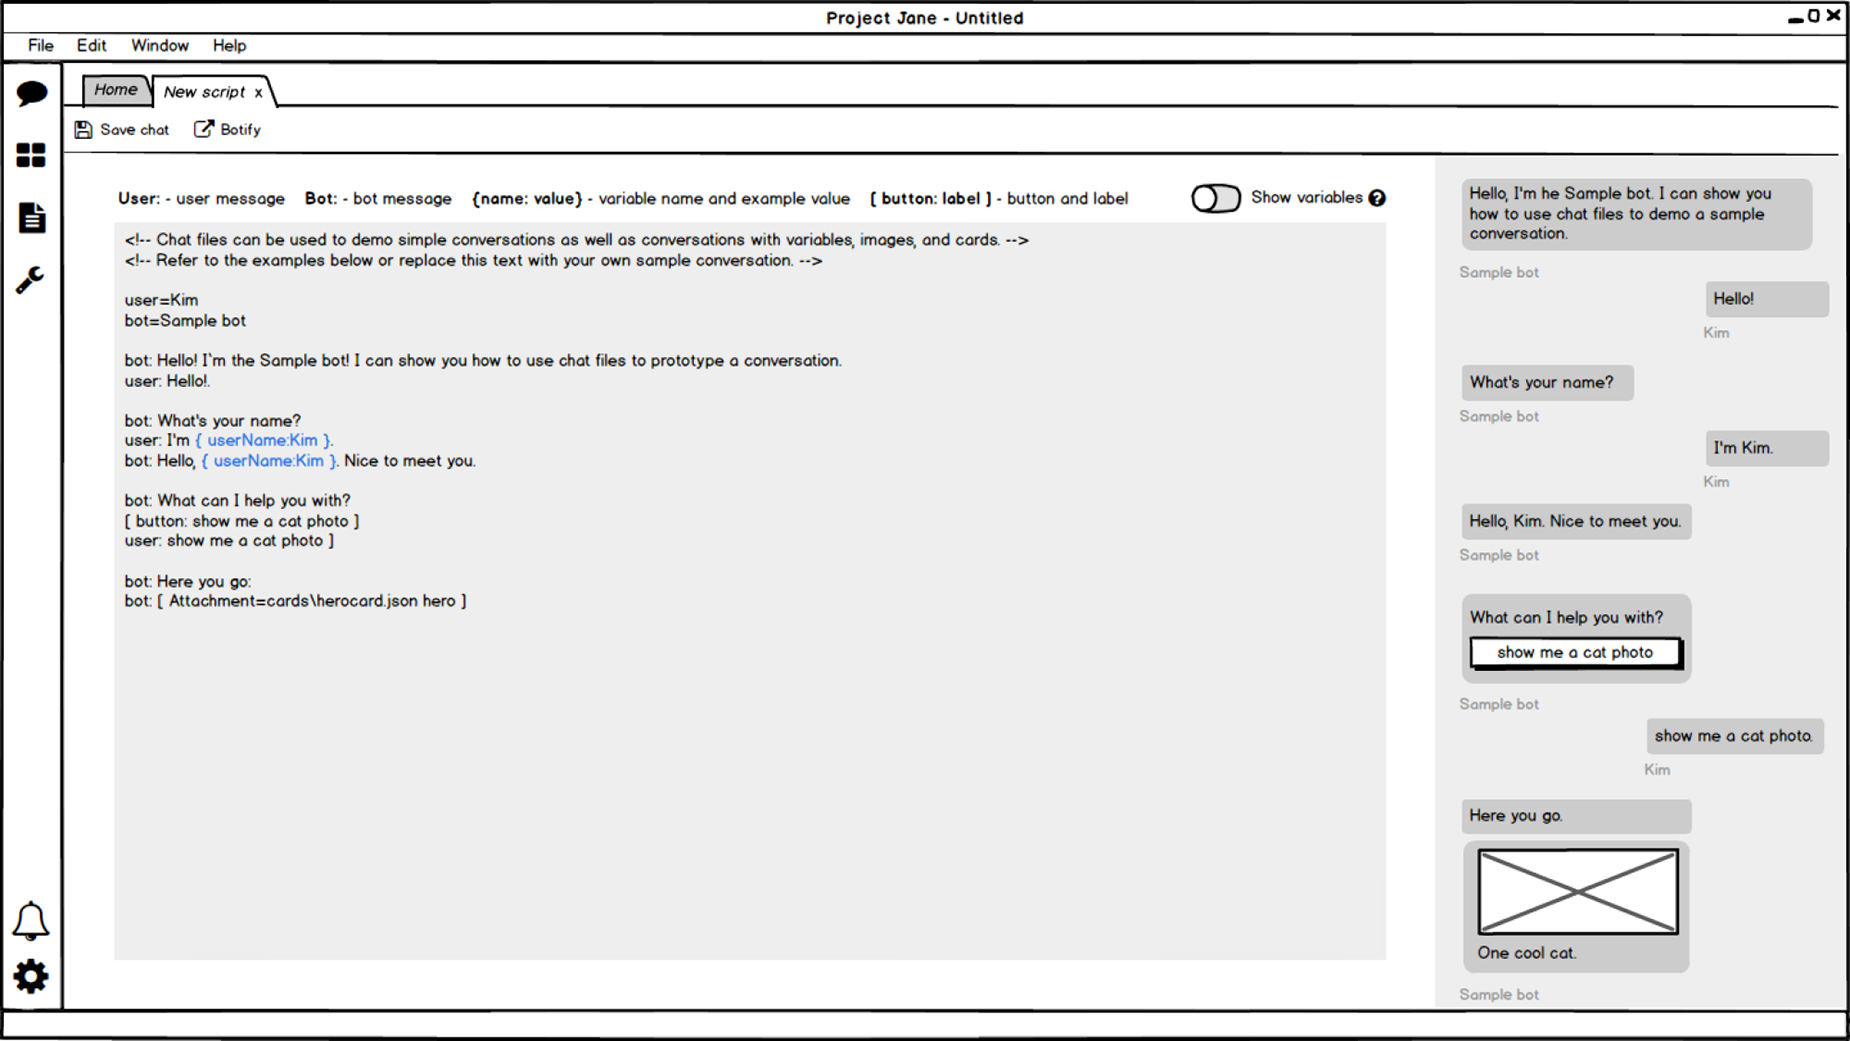 Project Jane - Untitled
File Edit Window Help
Home New script x
Save chat Botify
User: - user message Bot: - bot message {name: value} - variable name and example value [ button: label ] - button and label Show variables ?
<!-- Chat files can be used to demo simple conversations as well as conversations with variables, images, and cards. -->
<!-- Refer to the examples below or replace this text with your own sample conversation. -->
user=Kim
bot=Sample bot
bot: Hello! I`m the Sample bot! I can show you how to use chat files to prototype a conversation.
user: Hello!.
bot: What's your name?
user: I'm { userName:Kim }.
bot: Hello, { userName:Kim }. Nice to meet you.
bot: What can I help you with?
[ button: show me a cat photo ]
user: show me a cat photo ]
bot: Here you go:
bot: [ Attachment=cards\herocard.json hero ]
Hello, I'm he Sample bot. I can show you
how to use chat files to demo a sample
conversation.
Sample bot
Hello!
Kim
What's your name?
Sample bot
I'm Kim.
Kim
Hello, Kim. Nice to meet you.
Sample bot
What can I help you with?
show me a cat photo
Sample bot
show me a cat photo.
Kim
Here you go.
One cool cat.
Sample bot